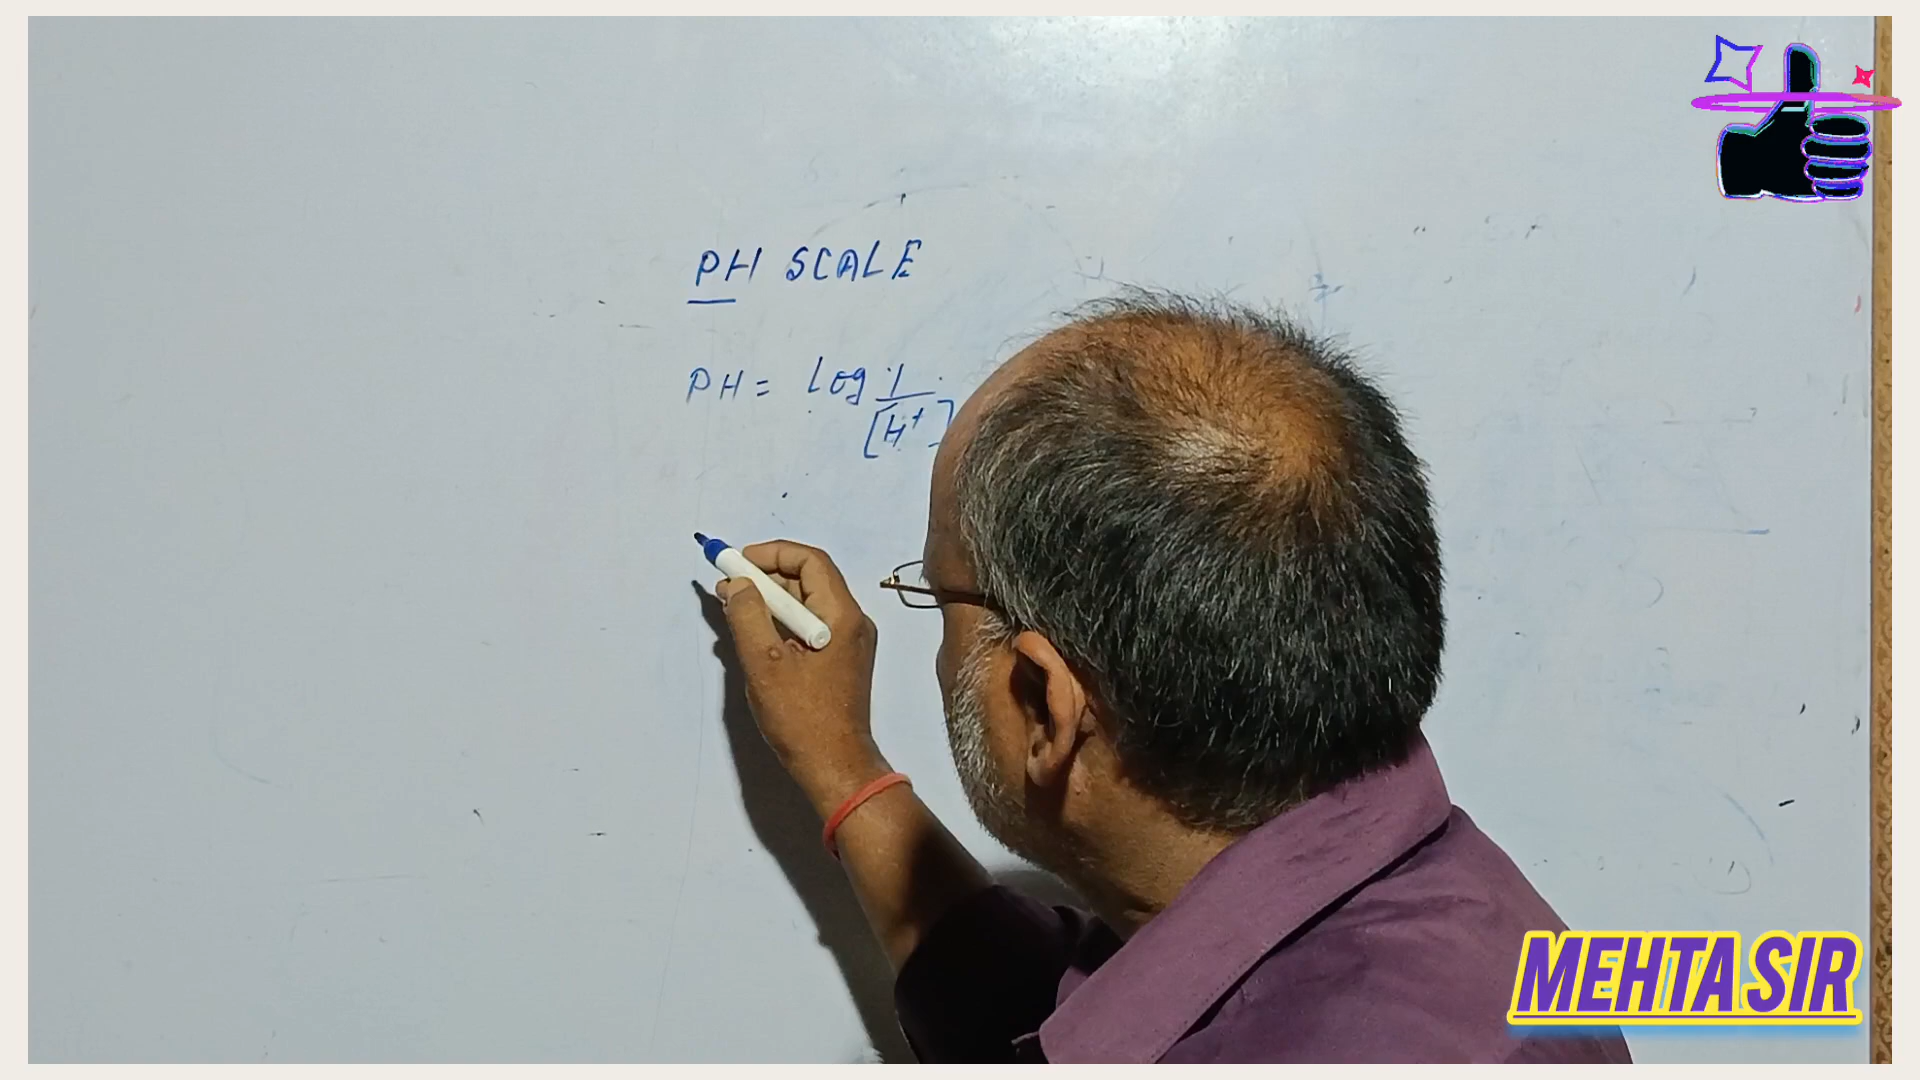 PH SCALE
PH = Log 1/[H⁺]
MEHTA SIR